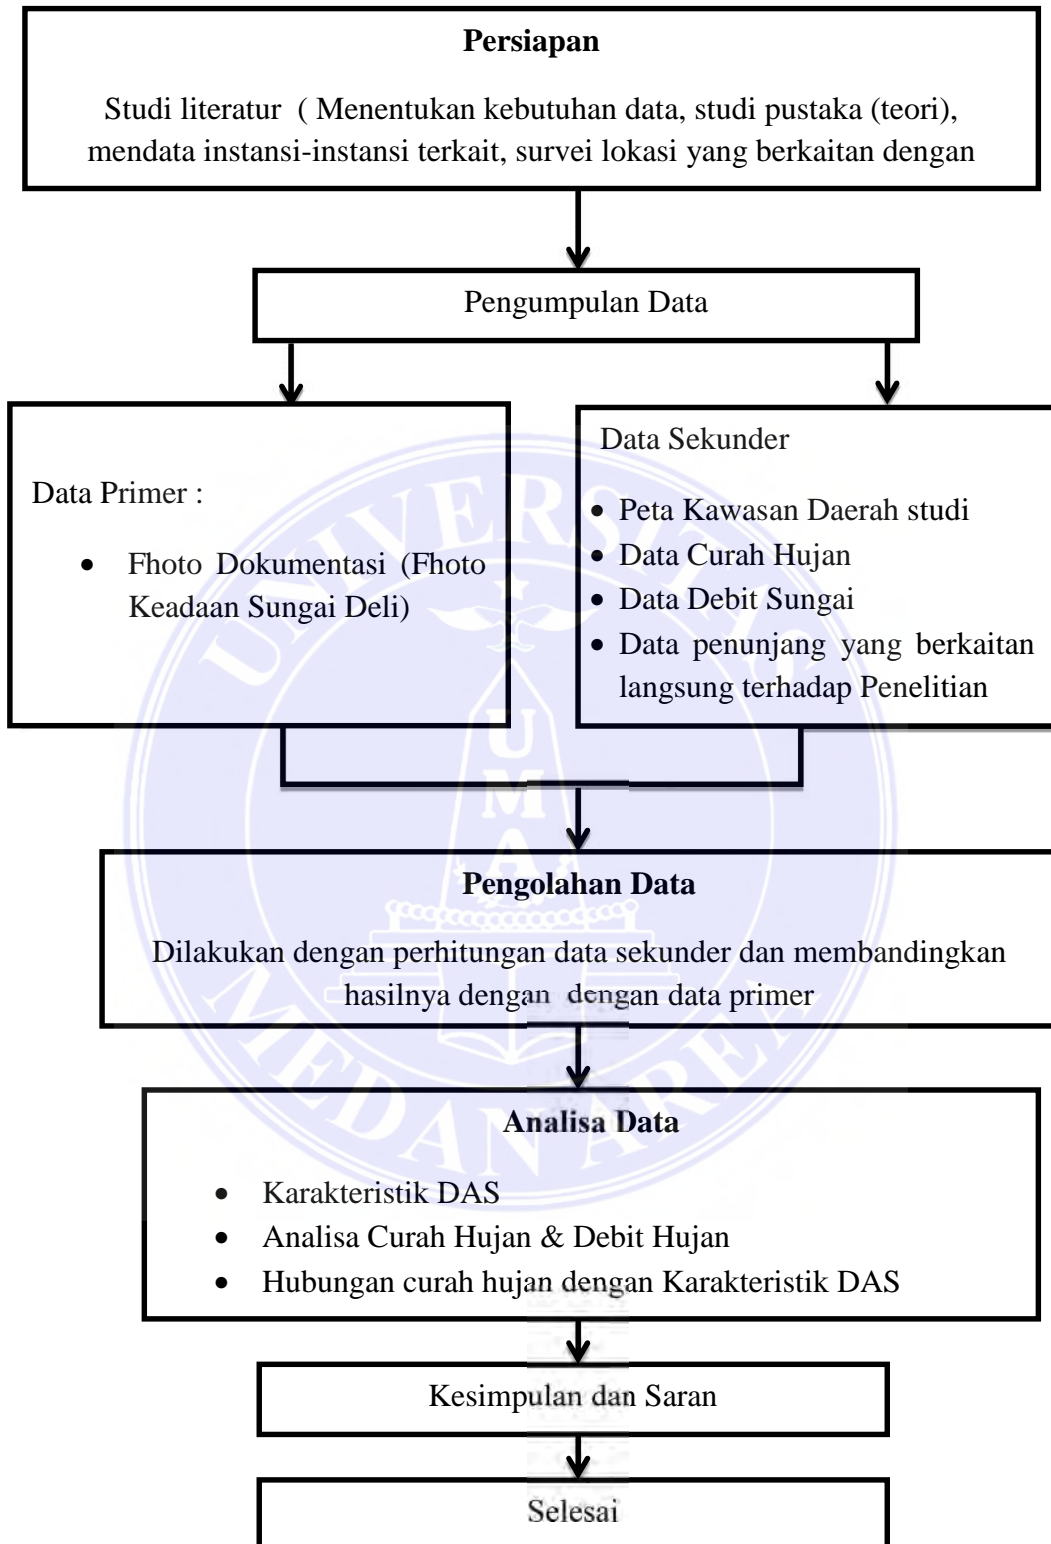 Persiapan
Studi literatur ( Menentukan kebutuhan data, studi pustaka (teori),
mendata instansi-instansi terkait, survei lokasi yang berkaitan dengan
Pengumpulan Data
Data Primer :
• Fhoto Dokumentasi (Fhoto
Keadaan Sungai Deli)
Data Sekunder
• Peta Kawasan Daerah studi
• Data Curah Hujan
• Data Debit Sungai
• Data penunjang yang berkaitan
langsung terhadap Penelitian
Pengolahan Data
Dilakukan dengan perhitungan data sekunder dan membandingkan
hasilnya dengan dengan data primer
Analisa Data
• Karakteristik DAS
• Analisa Curah Hujan & Debit Hujan
• Hubungan curah hujan dengan Karakteristik DAS
Kesimpulan dan Saran
Selesai
UNIVERSITAS
UMA
MEDAN AREA